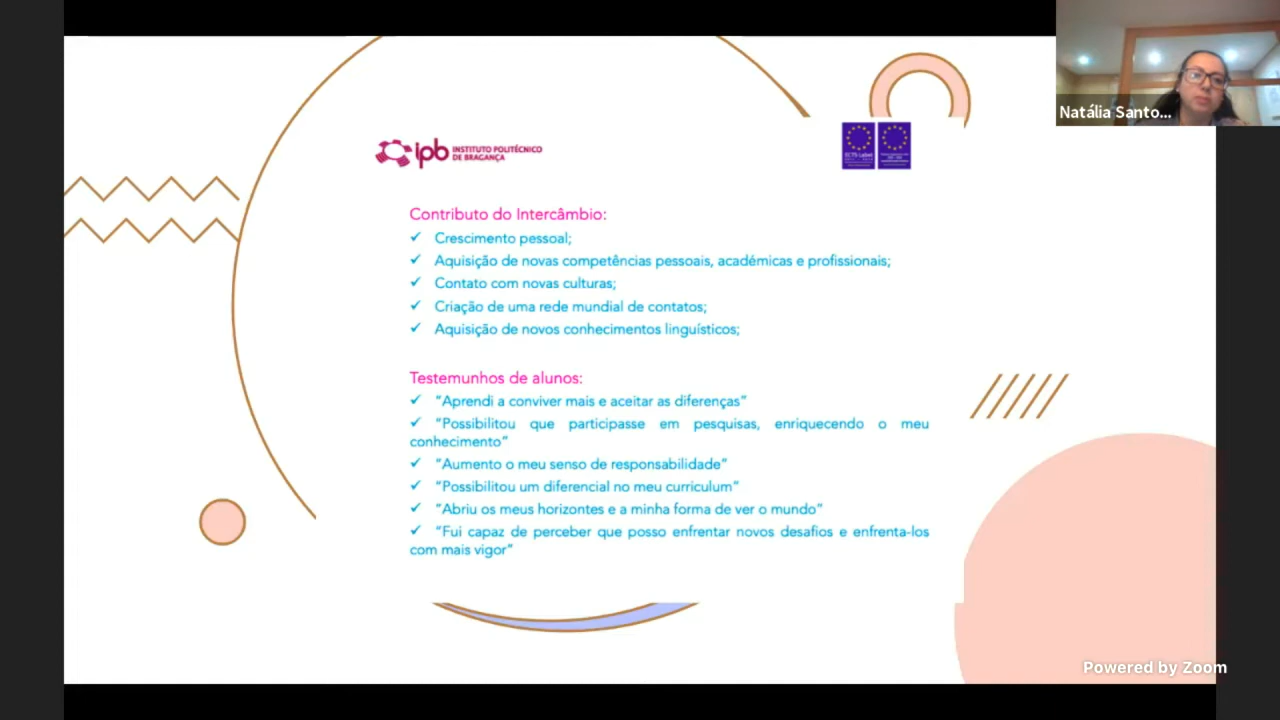 Natália Santo...
ipb INSTITUTO POLITÉCNICO
DE BRAGANÇA
ECTS Label
Contributo do Intercâmbio:
✓ Crescimento pessoal;
✓ Aquisição de novas competências pessoais, académicas e profissionais;
✓ Contato com novas culturas;
✓ Criação de uma rede mundial de contatos;
✓ Aquisição de novos conhecimentos linguísticos;
Testemunhos de alunos:
✓ “Aprendi a conviver mais e aceitar as diferenças”
✓ “Possibilitou que participasse em pesquisas, enriquecendo o meu
conhecimento”
✓ “Aumento o meu senso de responsabilidade”
✓ “Possibilitou um diferencial no meu curriculum”
✓ “Abriu os meus horizontes e a minha forma de ver o mundo”
✓ “Fui capaz de perceber que posso enfrentar novos desafios e enfrenta-los
com mais vigor”
Powered by Zoom